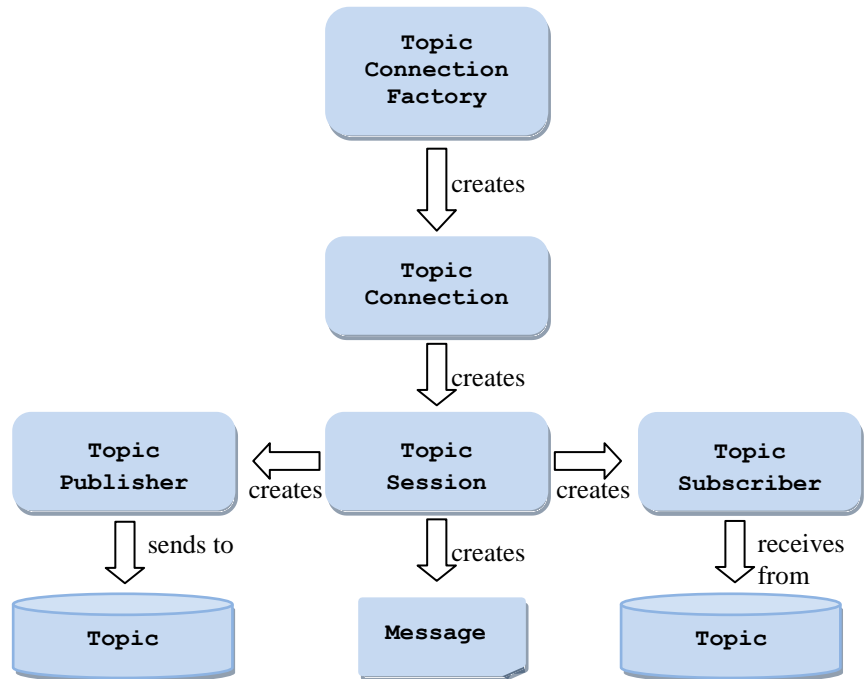 Topic
Connection
Factory
creates
Topic
Connection
creates
Topic
Publisher
creates
Topic
Session
creates
Topic
Subscriber
sends to
creates
receives
from
Topic
Message
Topic